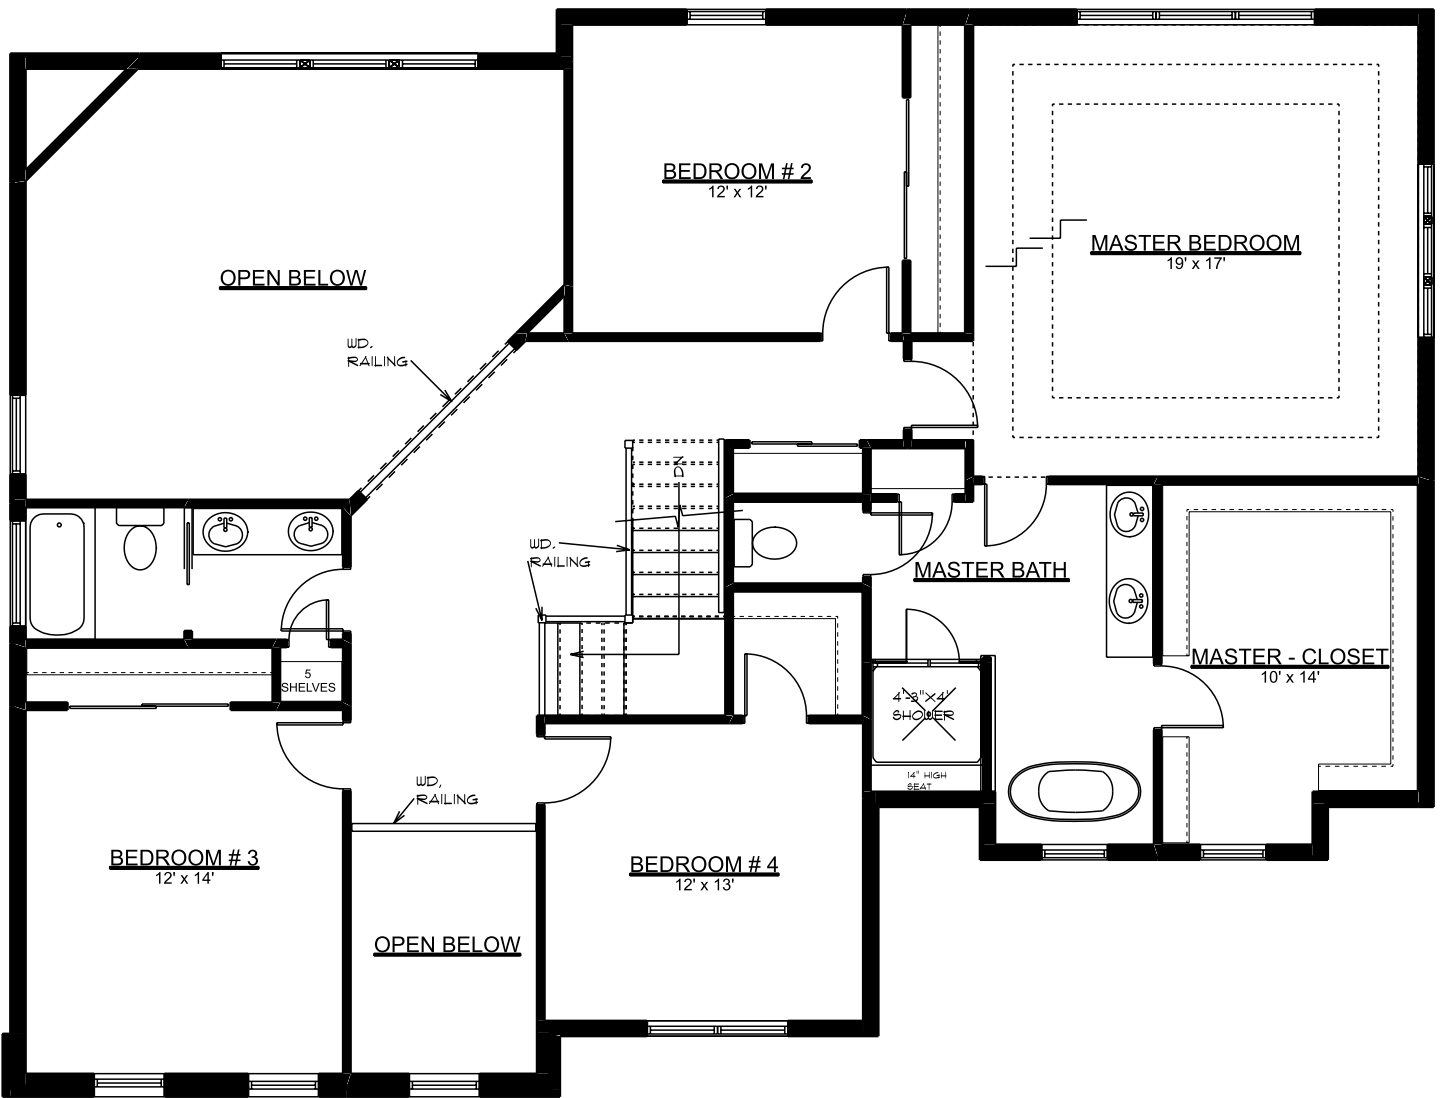 BEDROOM # 2
12' x 12'
MASTER BEDROOM
19' x 17'
OPEN BELOW
WD.
RAILING
DN
WD.
RAILING
MASTER BATH
MASTER - CLOSET
10' x 14'
5
SHELVES
4'-3"X4'
SHOWER
14" HIGH
SEAT
WD,
RAILING
BEDROOM # 3
12' x 14'
BEDROOM # 4
12' x 13'
OPEN BELOW